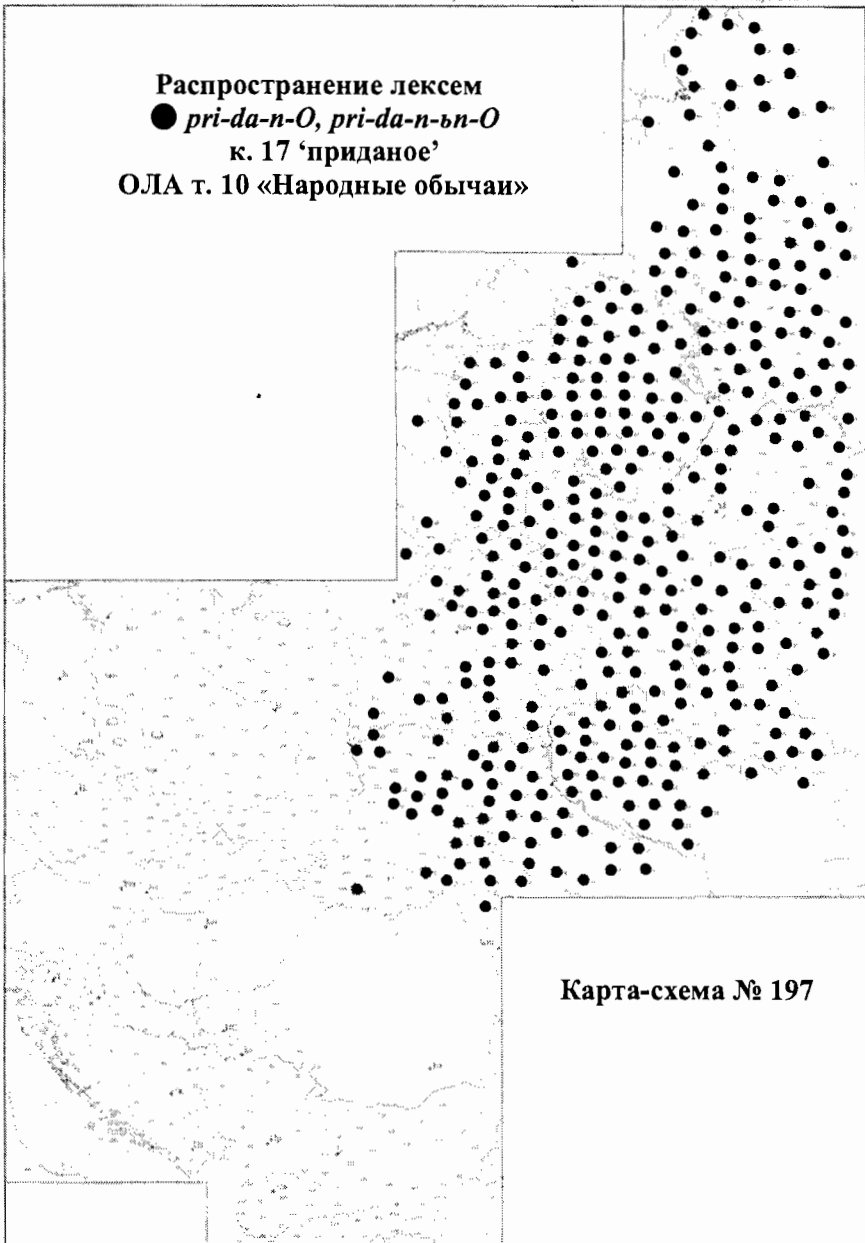 Распространение лексем
● pri-da-n-O, pri-da-n-ьn-O
к. 17 ‘приданое’
ОЛА т. 10 «Народные обычаи»
Карта-схема № 197